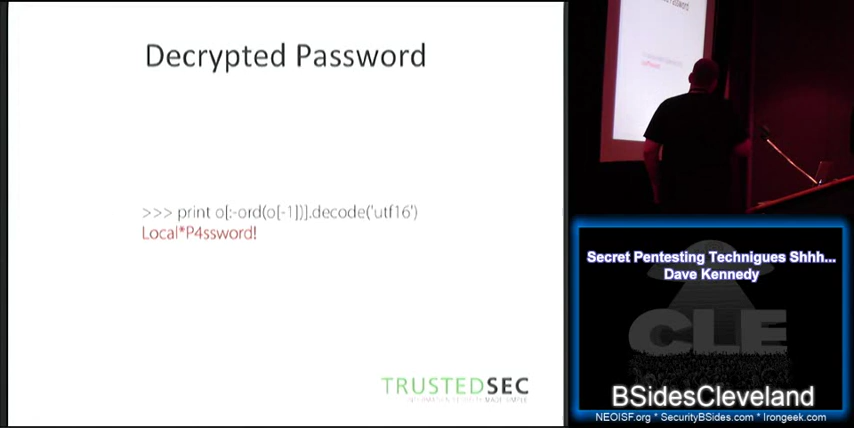 Decrypted Password
>>> print o[:-ord(o[-1])].decode('utf16')
Local*P4ssword!
TRUSTEDSEC
Secret Pentesting Techniques Shhh...
Dave Kennedy
CLE
BSidesCleveland
NEOISF.org * SecurityBSides.com * Irongeek.com